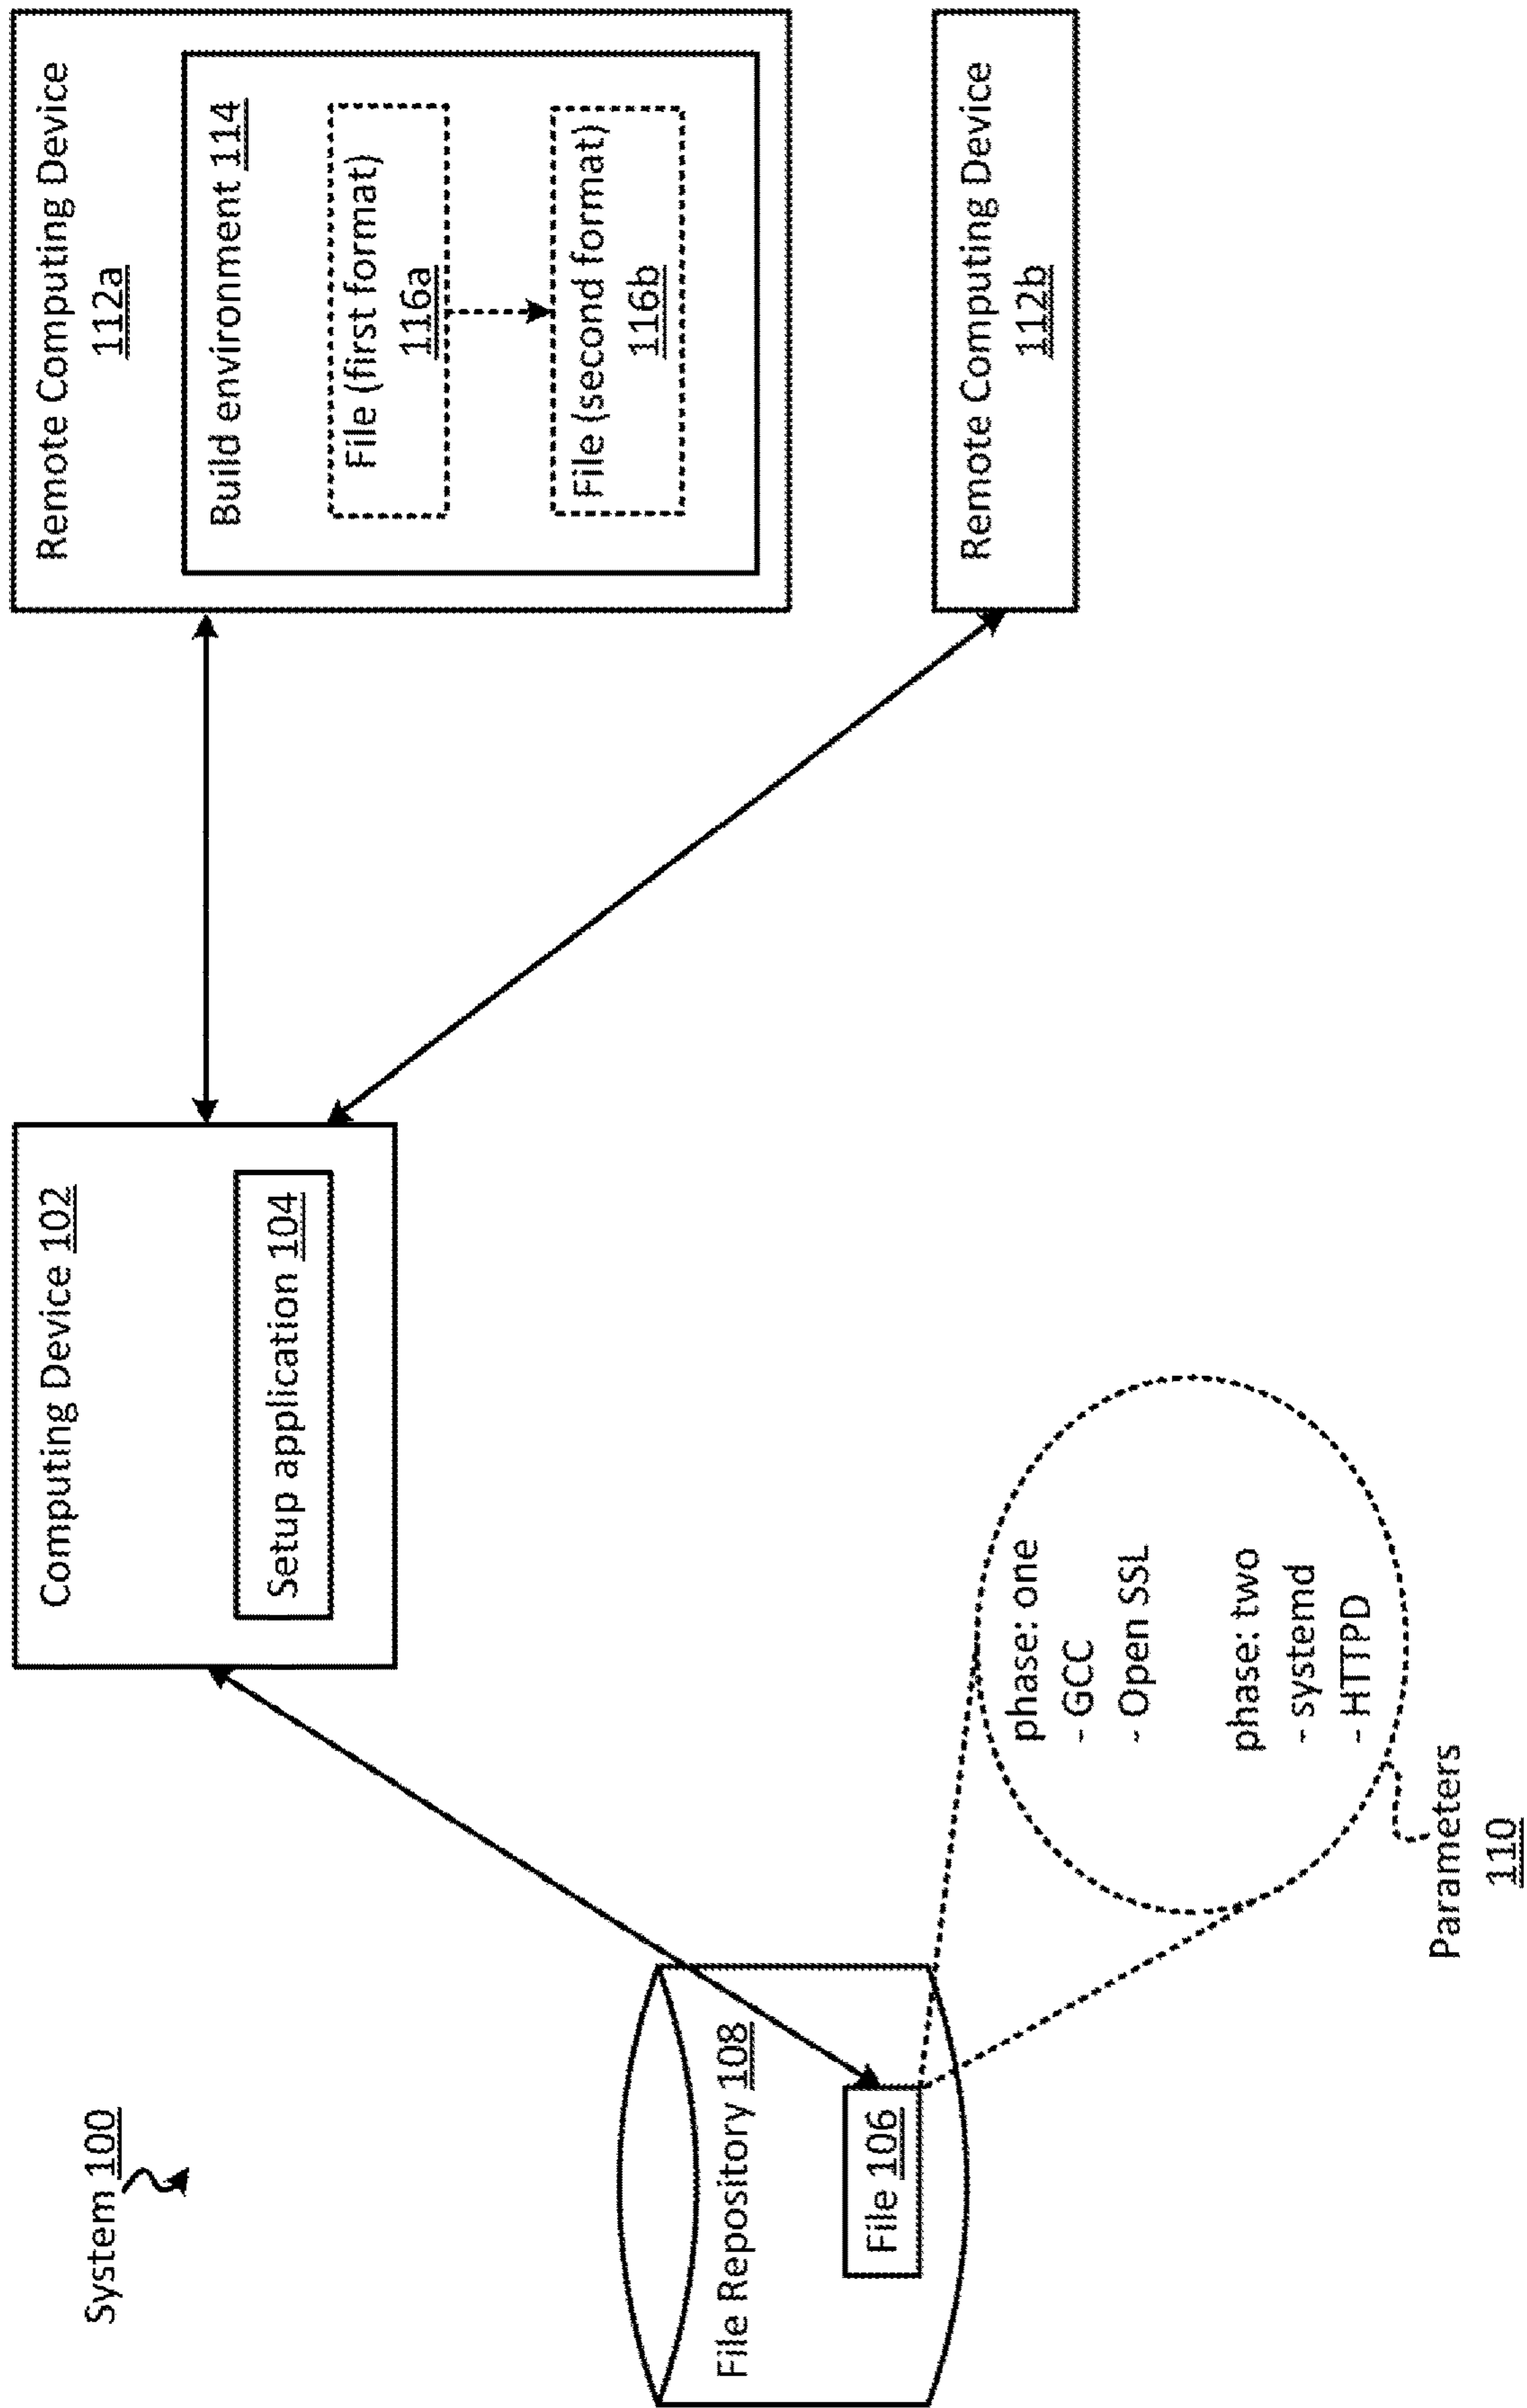 System 100
File Repository 108
File 106
Parameters
110
phase: one
- GCC
- Open SSL
phase: two
- systemd
- HTTPD
Computing Device 102
Setup application 104
Remote Computing Device
112a
Build environment 114
File (first format)
116a
File (second format)
116b
Remote Computing Device
112b